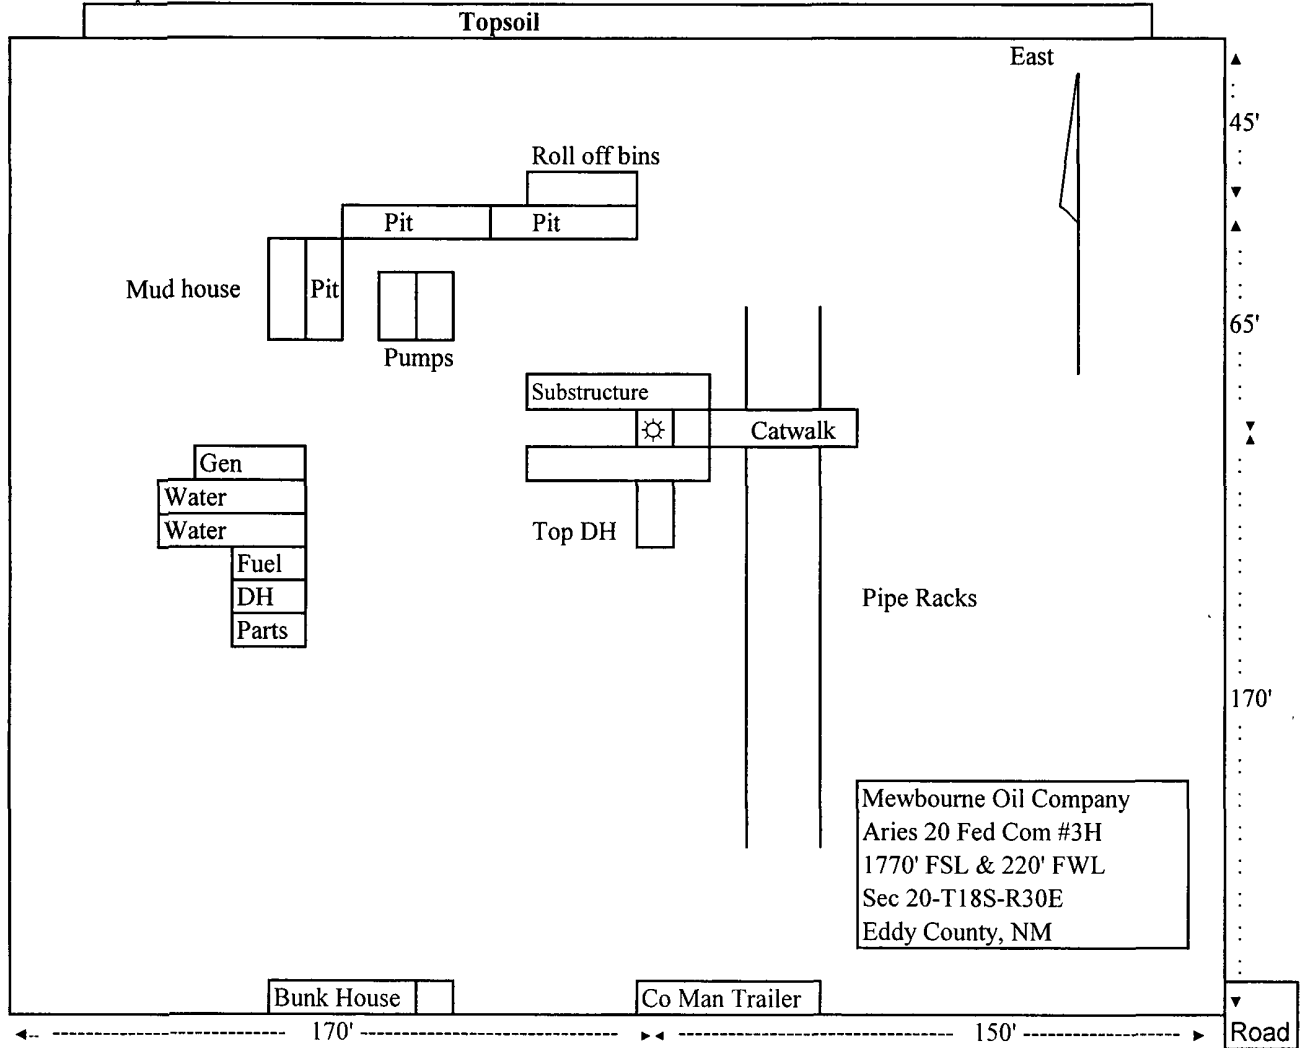 Topsoil
East
45'
Roll off bins
Pit
Pit
Mud house
Pit
65'
Pumps
Substructure
Catwalk
Gen
Water
Water
Top DH
Fuel
DH
Pipe Racks
Parts
170'
Mewbourne Oil Company
Aries 20 Fed Com #3H
1770' FSL & 220' FWL
Sec 20-T18S-R30E
Eddy County, NM
Bunk House
Co Man Trailer
170'
150'
Road